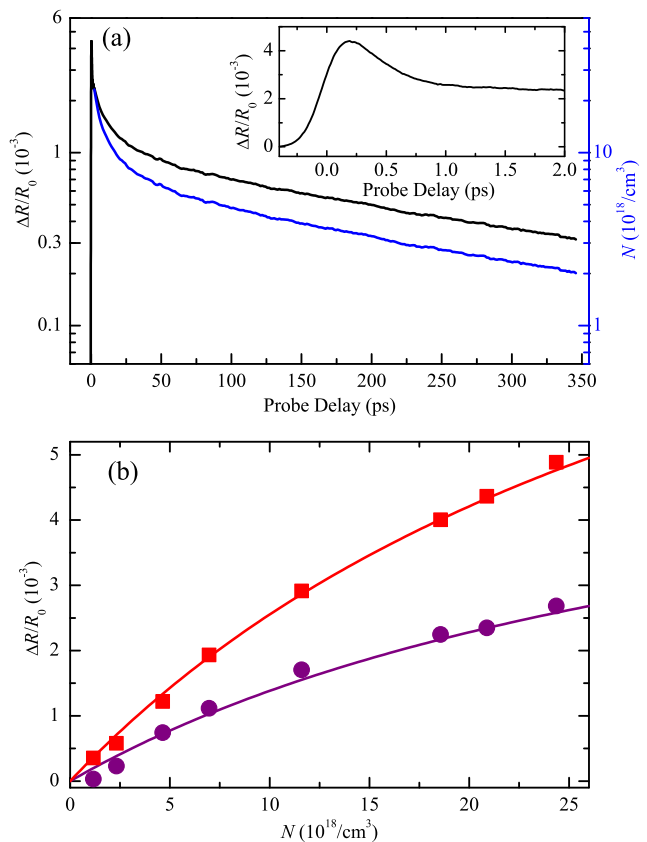 (a)
6
1
0.3
0.1
ΔR/R₀ (10⁻³)
10
1
N (10¹⁸/cm³)
0 50 100 150 200 250 300 350
Probe Delay (ps)
4
2
0
ΔR/R₀ (10⁻³)
0.0 0.5 1.0 1.5 2.0
Probe Delay (ps)
(b)
5
4
3
2
1
0
ΔR/R₀ (10⁻³)
0 5 10 15 20 25
N (10¹⁸/cm³)